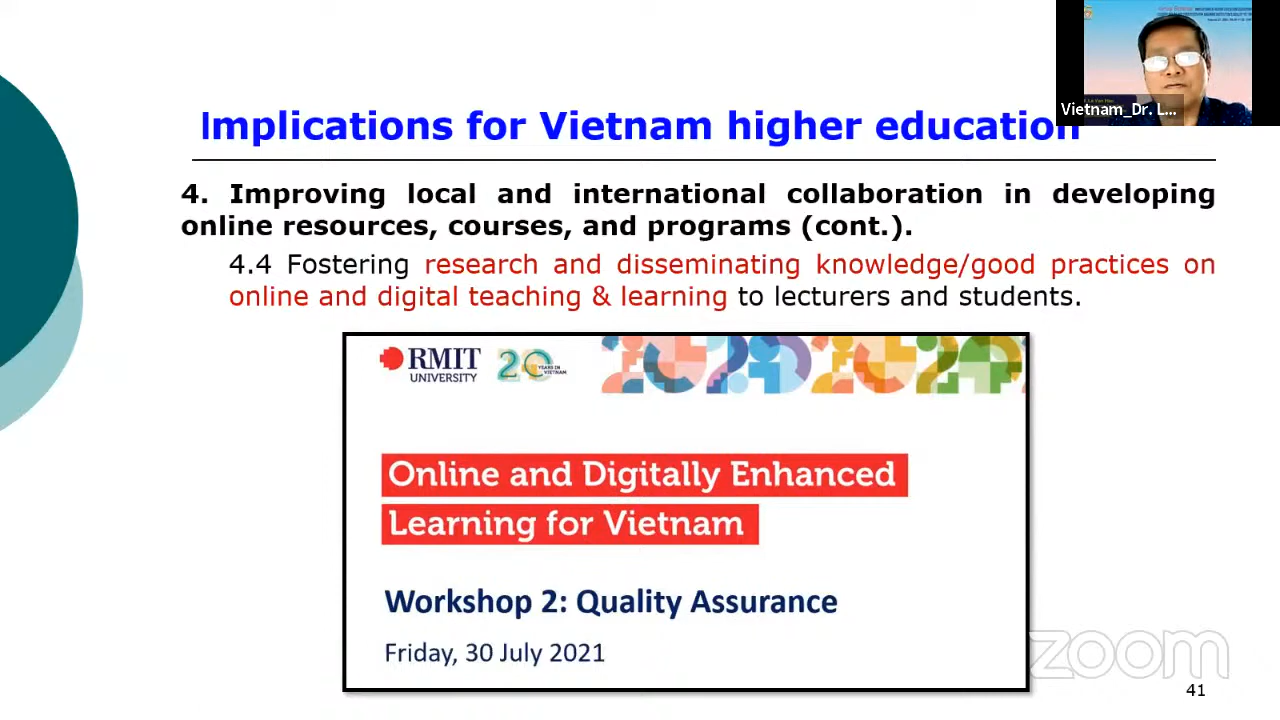 Implications for Vietnam higher education
Vietnam_Dr. L...
4. Improving local and international collaboration in developing
online resources, courses, and programs (cont.).
4.4 Fostering research and disseminating knowledge/good practices on
online and digital teaching & learning to lecturers and students.
RMIT
UNIVERSITY
20
YEARS IN
VIETNAM
Online and Digitally Enhanced
Learning for Vietnam
Workshop 2: Quality Assurance
Friday, 30 July 2021
zoom
41